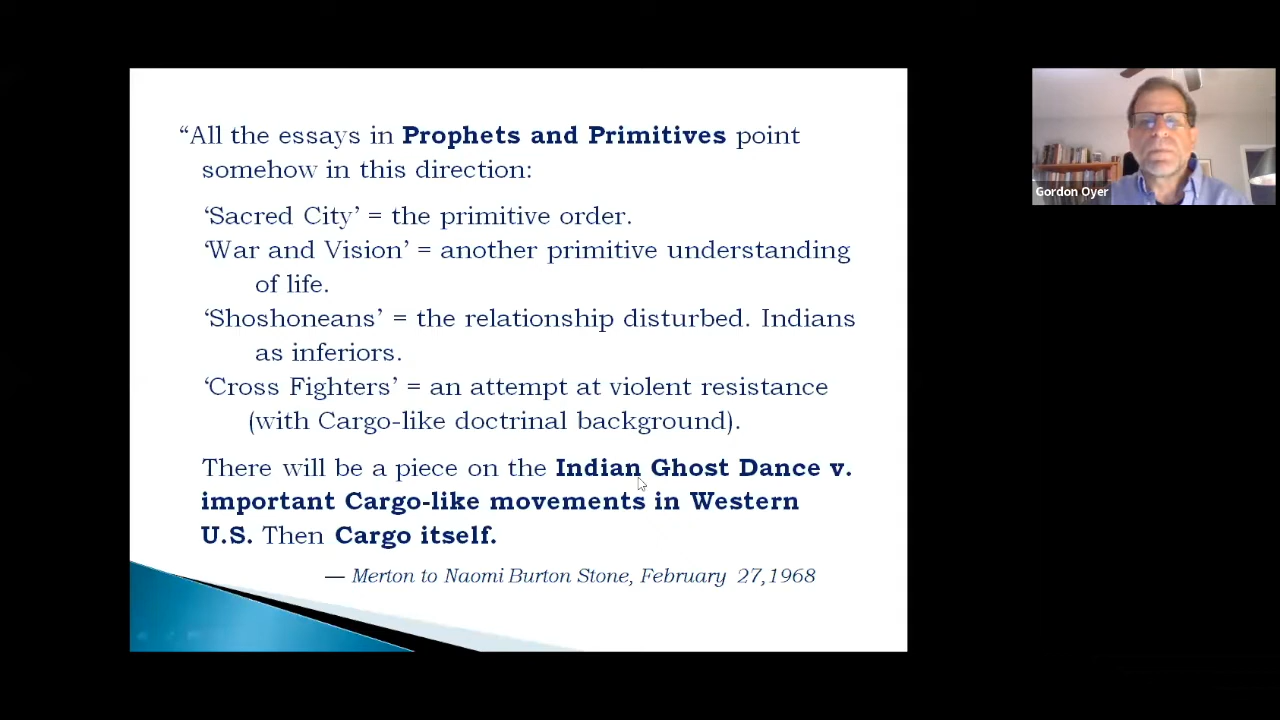 “All the essays in Prophets and Primitives point
somehow in this direction:
‘Sacred City’ = the primitive order.
‘War and Vision’ = another primitive understanding
of life.
‘Shoshoneans’ = the relationship disturbed. Indians
as inferiors.
‘Cross Fighters’ = an attempt at violent resistance
(with Cargo-like doctrinal background).
There will be a piece on the Indian Ghost Dance v.
important Cargo-like movements in Western
U.S. Then Cargo itself.
— Merton to Naomi Burton Stone, February 27,1968
Gordon Oyer